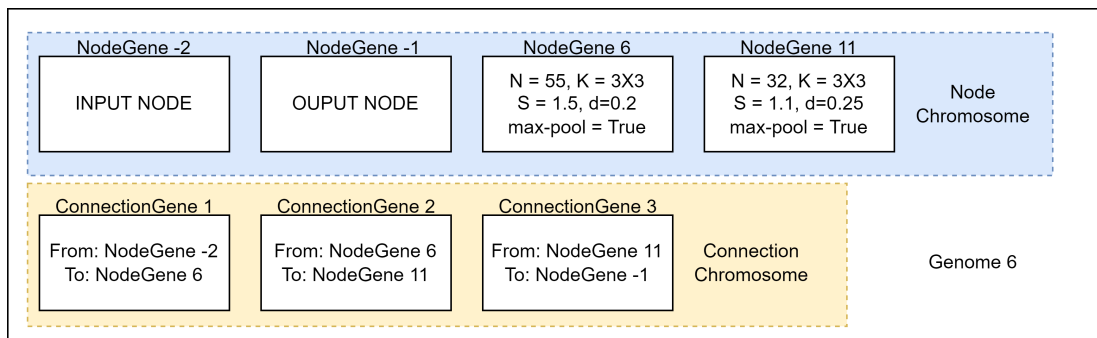 NodeGene -2
NodeGene -1
NodeGene 6
NodeGene 11
INPUT NODE
OUPUT NODE
N = 55, K = 3X3
S = 1.5, d=0.2
max-pool = True
N = 32, K = 3X3
S = 1.1, d=0.25
max-pool = True
Node
Chromosome
ConnectionGene 1
ConnectionGene 2
ConnectionGene 3
From: NodeGene -2
To: NodeGene 6
From: NodeGene 6
To: NodeGene 11
From: NodeGene 11
To: NodeGene -1
Connection
Chromosome
Genome 6